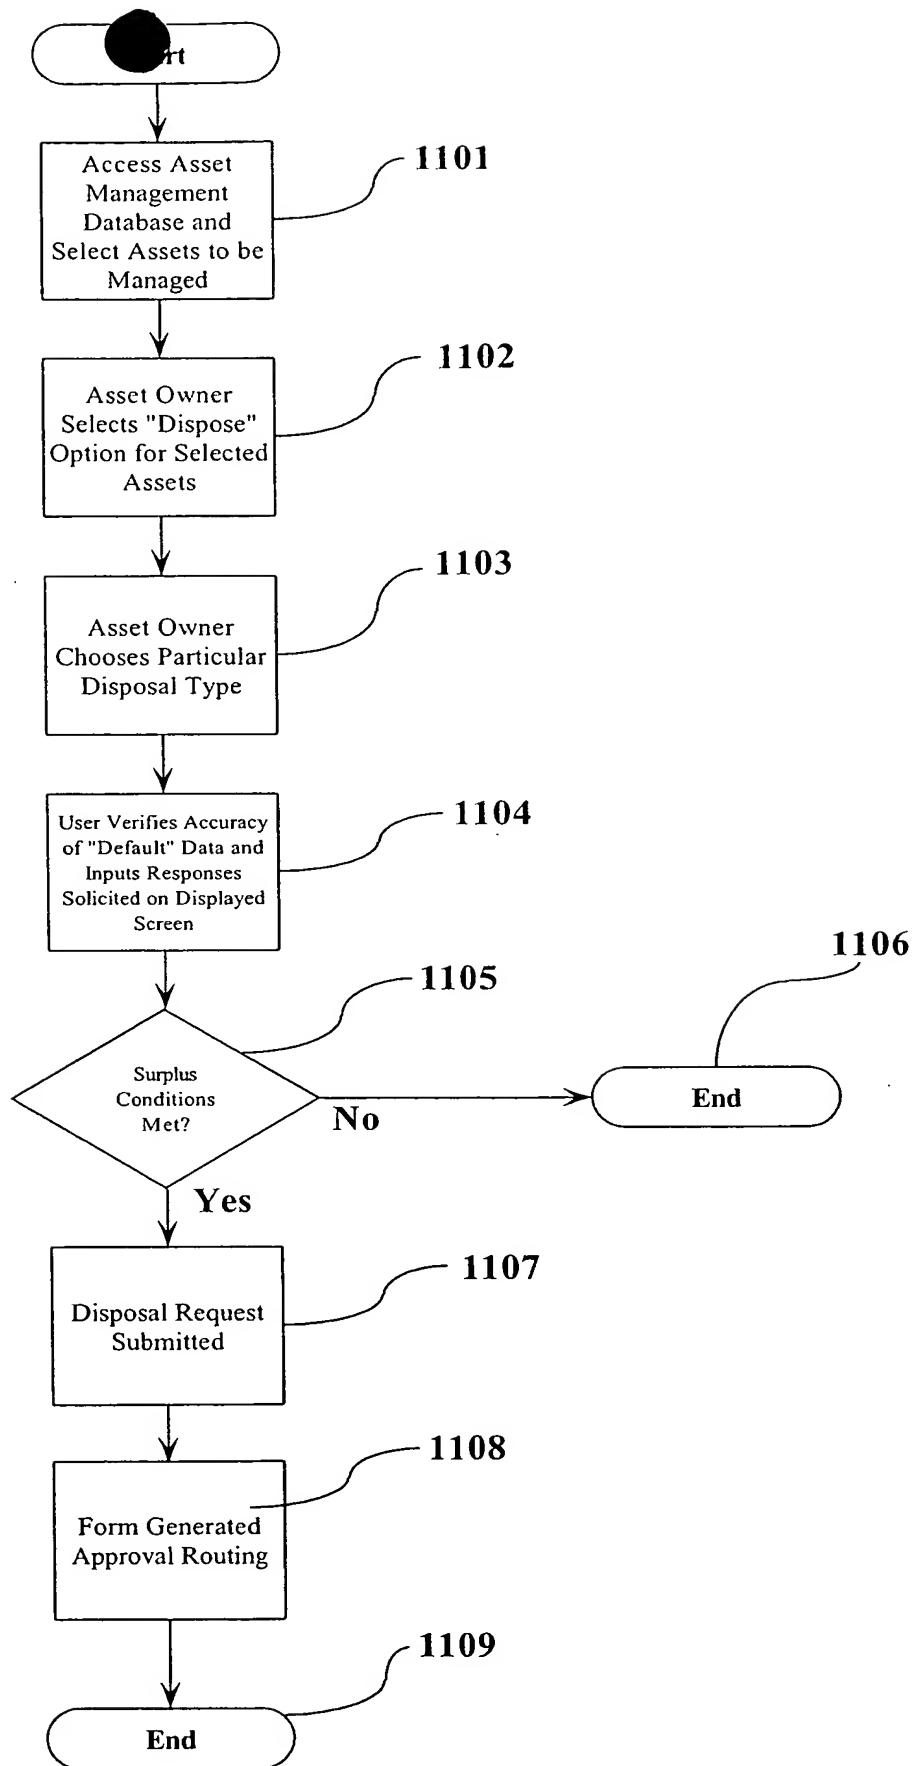 Access Asset
Management
Database and
Select Assets to be
Managed
1101
Asset Owner
Selects "Dispose"
Option for Selected
Assets
1102
Asset Owner
Chooses Particular
Disposal Type
1103
User Verifies Accuracy
of "Default" Data and
Inputs Responses
Solicited on Displayed
Screen
1104
Surplus
Conditions
Met?
1105
No
End
1106
Yes
Disposal Request
Submitted
1107
Form Generated
Approval Routing
1108
End
1109